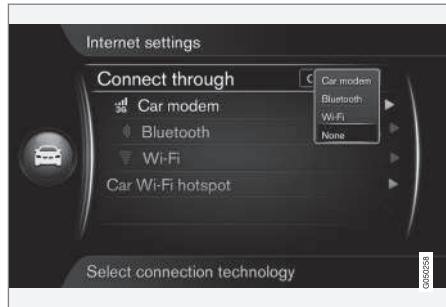 Internet settings
Connect through
C
Car modem
Bluetooth
Wi-Fi
None
3G Car modem
Bluetooth
Wi-Fi
Car Wi-Fi hotspot
Select connection technology
G050258